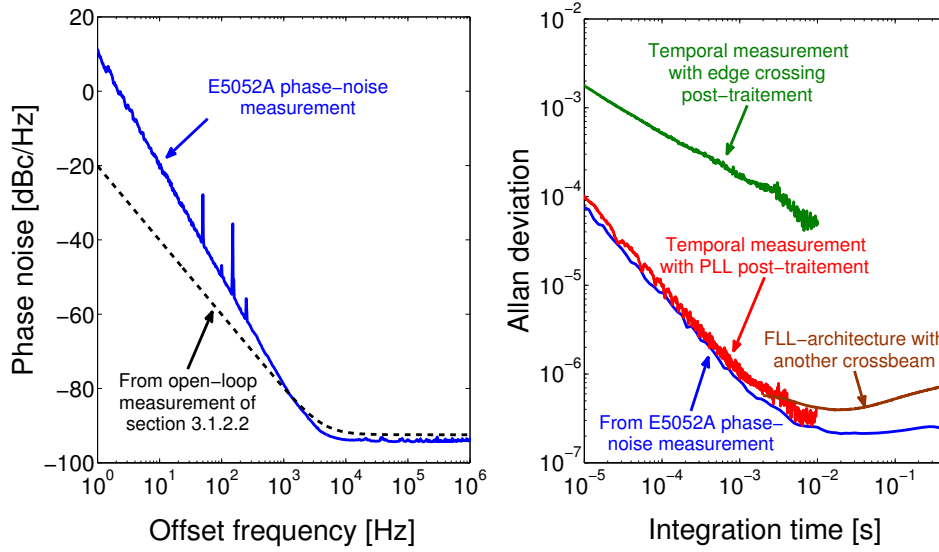 20
0
−20
−40
−60
−80
−100
Phase noise [dBc/Hz]
E5052A phase−noise
measurement
From open−loop
measurement of
section 3.1.2.2
10^0
10^1
10^2
10^3
10^4
10^5
10^6
Offset frequency [Hz]
10^−2
10^−3
10^−4
10^−5
10^−6
10^−7
Allan deviation
Temporal measurement
with edge crossing
post−traitement
Temporal measurement
with PLL post−traitement
FLL−architecture with
another crossbeam
From E5052A phase−
noise measurement
10^−5
10^−4
10^−3
10^−2
10^−1
Integration time [s]